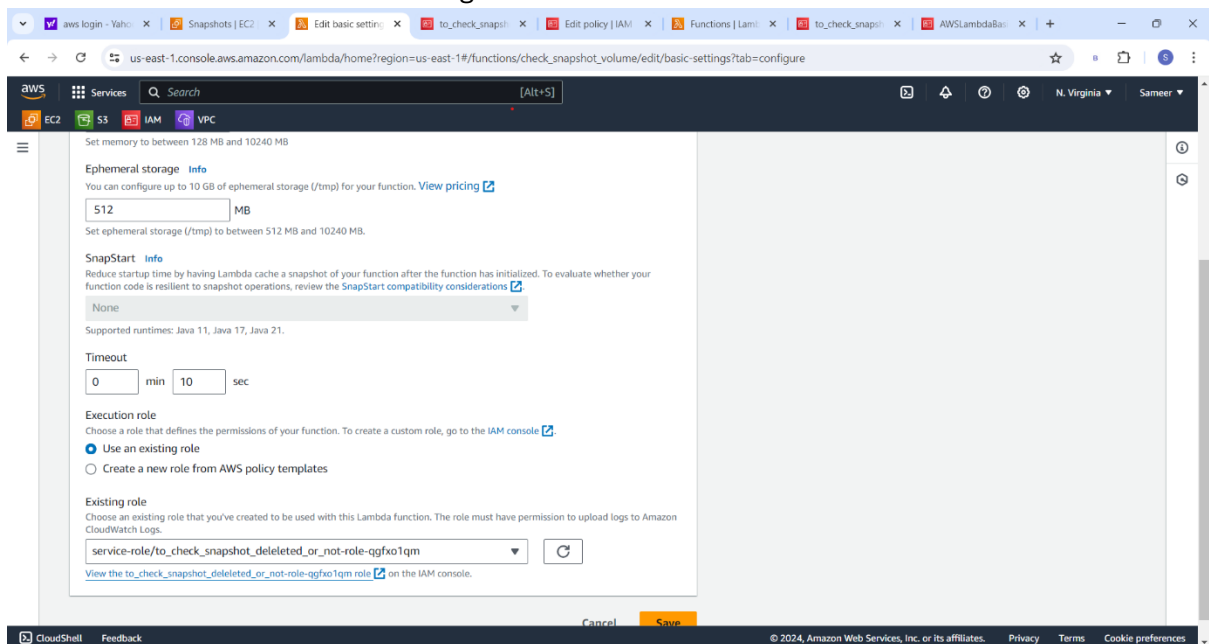 aws login - Yaho
Snapshots | EC2
Edit basic setting
to_check_snapsh
Edit policy | IAM
Functions | Lamb
to_check_snapsh
AWSLambdaBas
us-east-1.console.aws.amazon.com/lambda/home?region=us-east-1#/functions/check_snapshot_volume/edit/basic-settings?tab=configure
S
aws
Services
Search
[Alt+S]
N. Virginia
Sameer
EC2
S3
IAM
VPC
Set memory to between 128 MB and 10240 MB
Ephemeral storage Info
You can configure up to 10 GB of ephemeral storage (/tmp) for your function. View pricing
512 MB
Set ephemeral storage (/tmp) to between 512 MB and 10240 MB.
SnapStart Info
Reduce startup time by having Lambda cache a snapshot of your function after the function has initialized. To evaluate whether your
function code is resilient to snapshot operations, review the SnapStart compatibility considerations.
None
Supported runtimes: Java 11, Java 17, Java 21.
Timeout
0 min 10 sec
Execution role
Choose a role that defines the permissions of your function. To create a custom role, go to the IAM console.
Use an existing role
Create a new role from AWS policy templates
Existing role
Choose an existing role that you've created to be used with this Lambda function. The role must have permission to upload logs to Amazon
CloudWatch Logs.
service-role/to_check_snapshot_deleleted_or_not-role-qgfxo1qm
View the to_check_snapshot_deleleted_or_not-role-qgfxo1qm role on the IAM console.
Cancel
Save
CloudShell Feedback
© 2024, Amazon Web Services, Inc. or its affiliates. Privacy Terms Cookie preferences